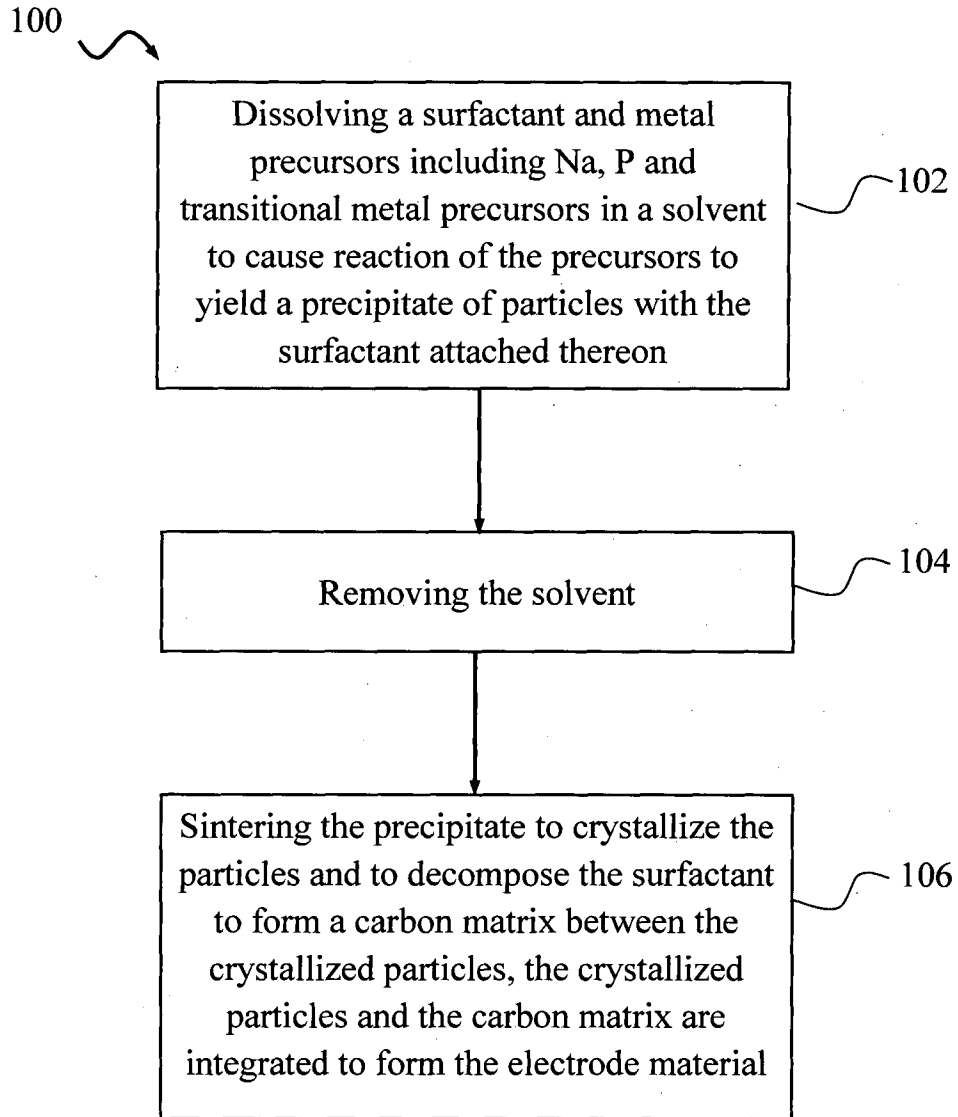 100
Dissolving a surfactant and metal
precursors including Na, P and
transitional metal precursors in a solvent
to cause reaction of the precursors to
yield a precipitate of particles with the
surfactant attached thereon
102
Removing the solvent
104
Sintering the precipitate to crystallize the
particles and to decompose the surfactant
to form a carbon matrix between the
crystallized particles, the crystallized
particles and the carbon matrix are
integrated to form the electrode material
106